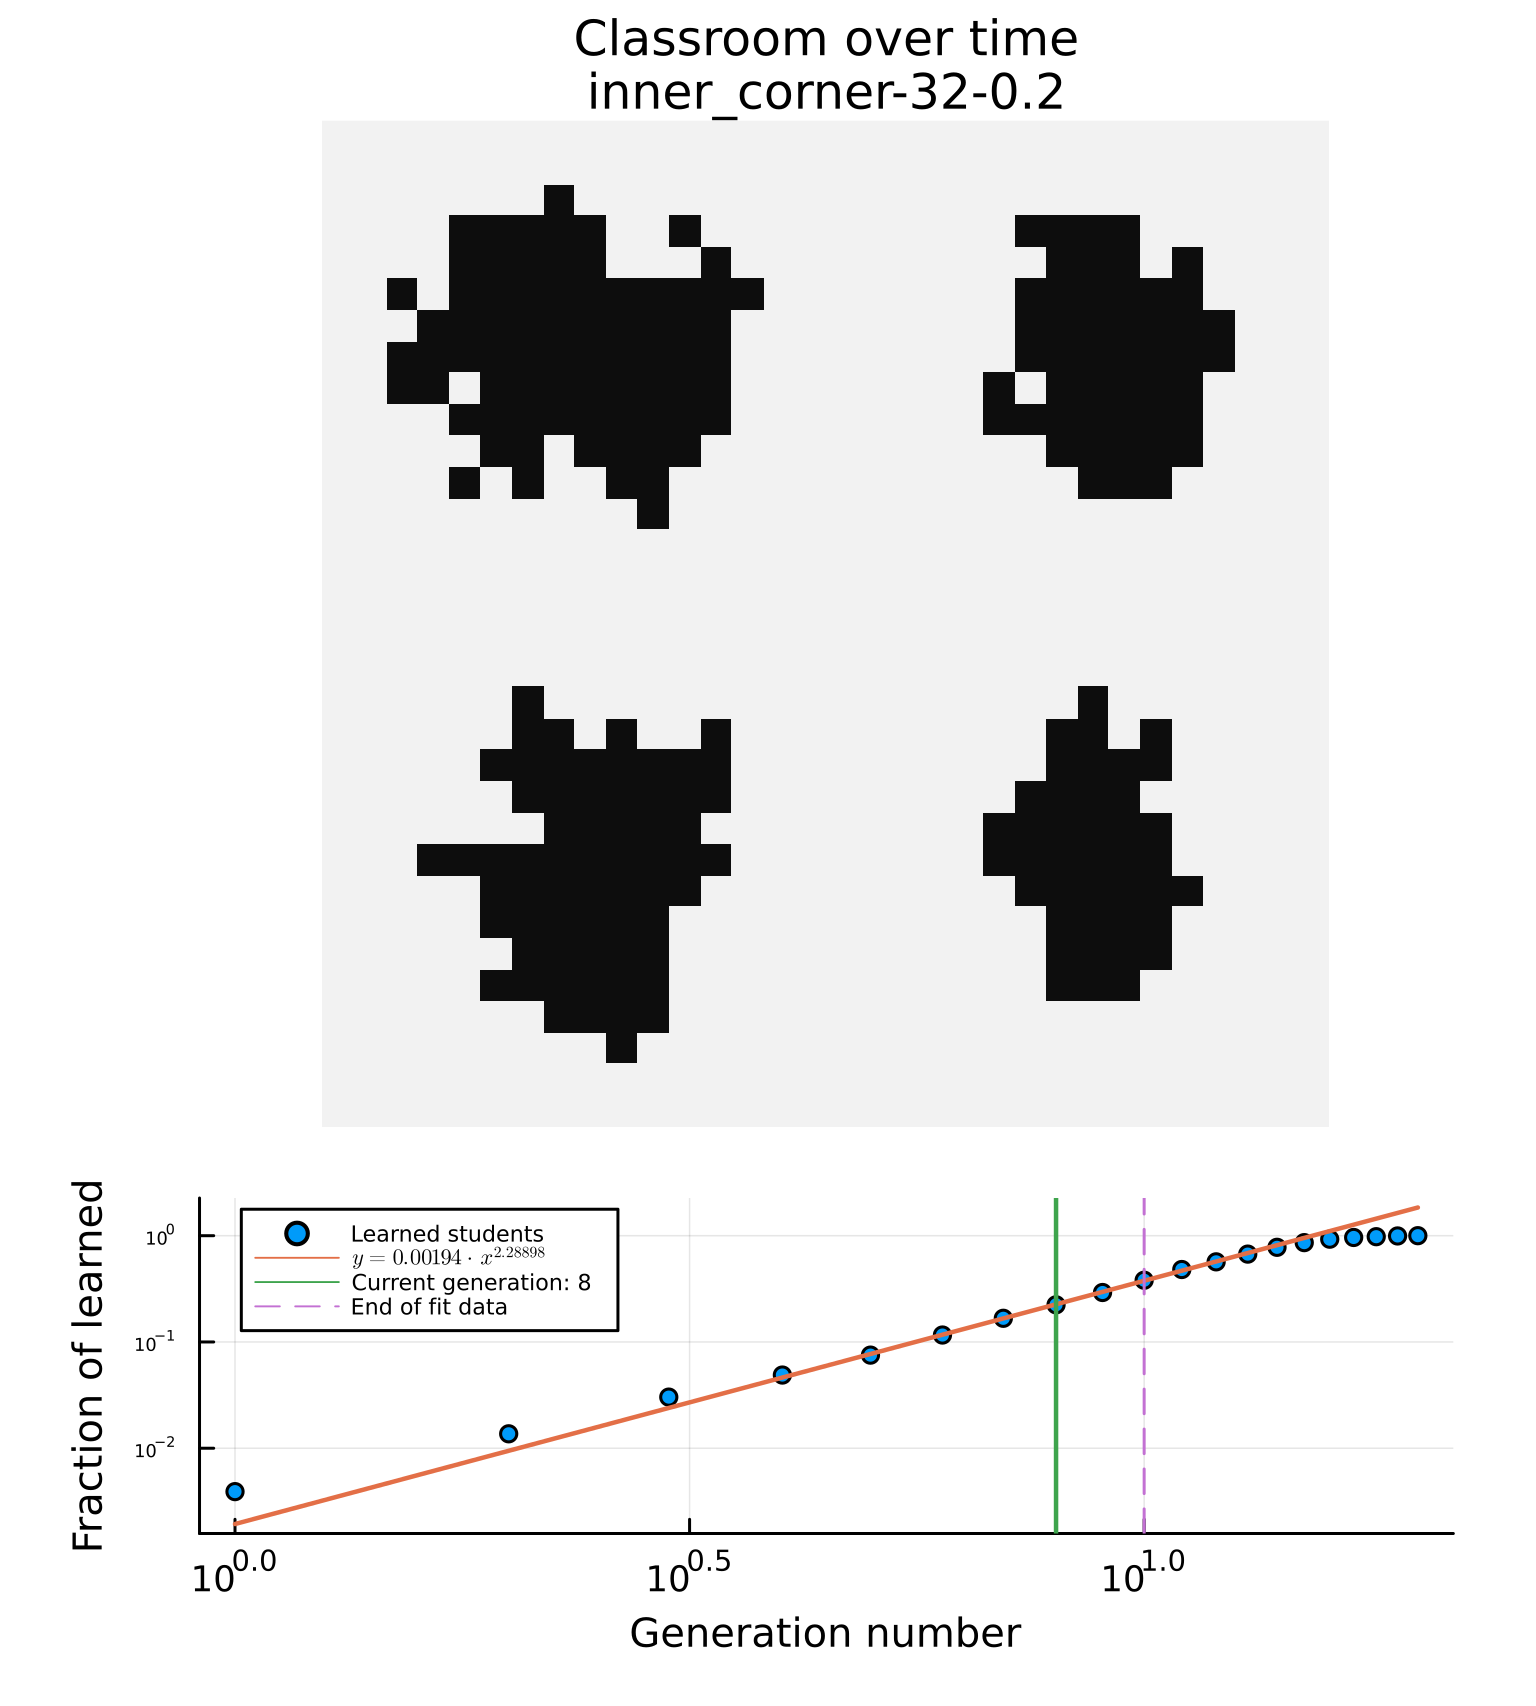 Classroom over time
inner_corner-32-0.2
Fraction of learned
10^0
10^−1
10^−2
Learned students
y = 0.00194 · x^2.28898
Current generation: 8
End of fit data
10^0.0 10^0.5 10^1.0
Generation number